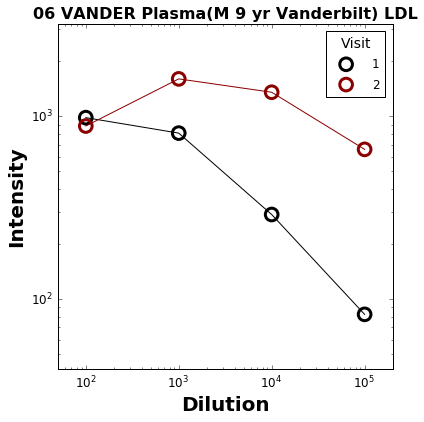 06 VANDER Plasma(M 9 yr Vanderbilt) LDL
Visit
1
2
10³
10²
Intensity
10² 10³ 10⁴ 10⁵
Dilution